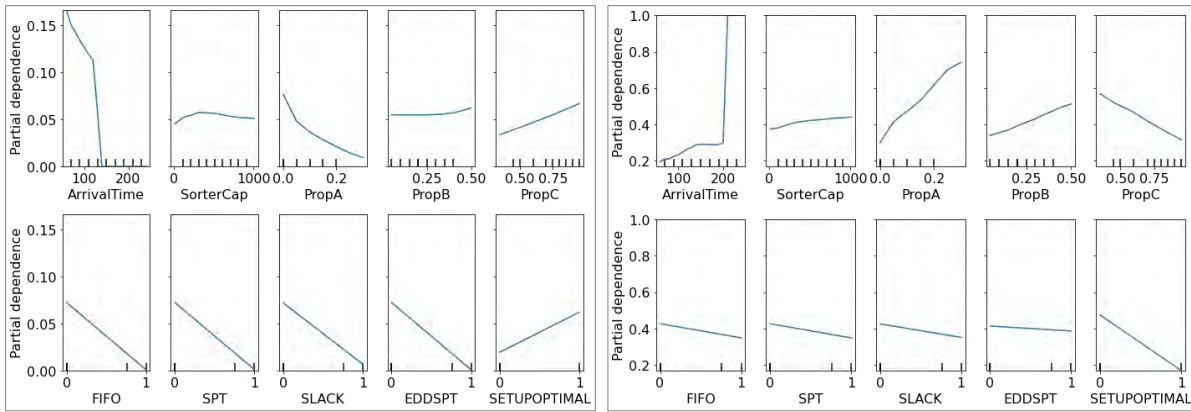 Partial dependence
0.15
0.10
0.05
0.00
100 200
ArrivalTime
0 1000
SorterCap
0.0 0.2
PropA
0.25 0.50
PropB
0.50 0.75
PropC
Partial dependence
0.15
0.10
0.05
0.00
0 1
FIFO
0 1
SPT
0 1
SLACK
0 1
EDDSPT
0 1
SETUPOPTIMAL
Partial dependence
1.0
0.8
0.6
0.4
0.2
100 200
ArrivalTime
0 1000
SorterCap
0.0 0.2
PropA
0.25 0.50
PropB
0.50 0.75
PropC
Partial dependence
1.0
0.8
0.6
0.4
0.2
0 1
FIFO
0 1
SPT
0 1
SLACK
0 1
EDDSPT
0 1
SETUPOPTIMAL